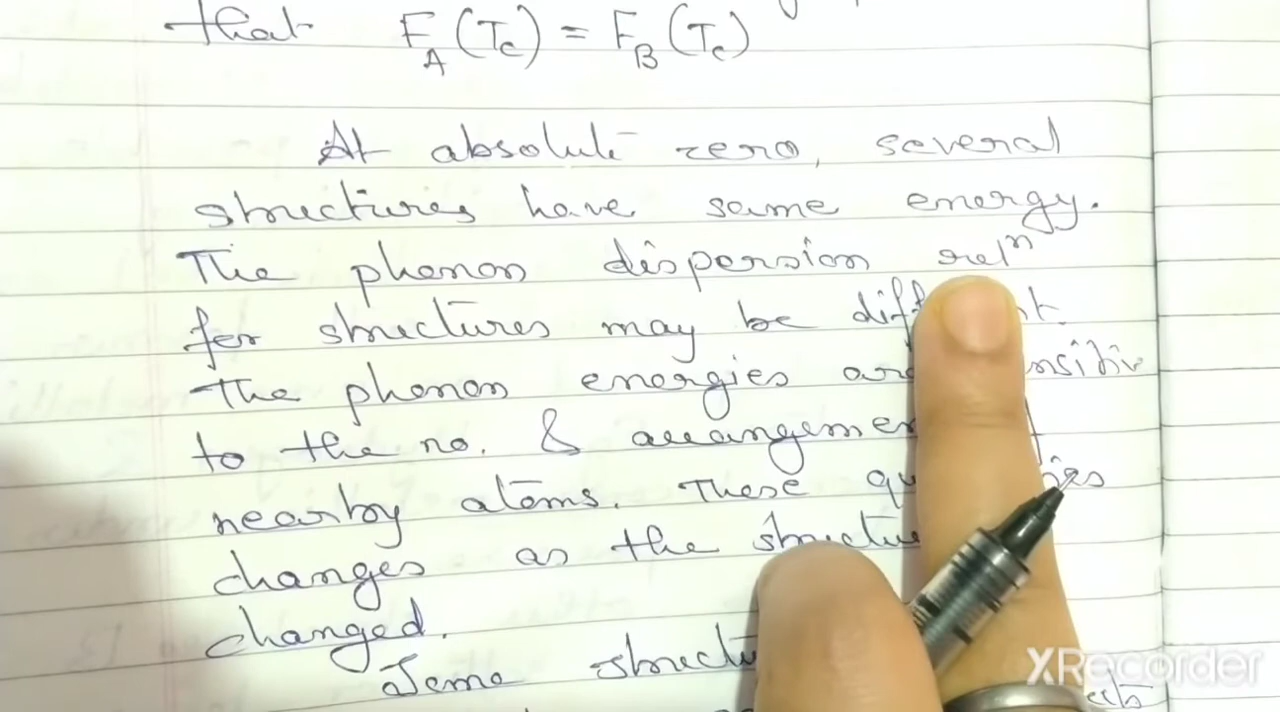 that F_A (T_c) = F_B (T_c)
At absolute zero, several
structures have same energy.
The phonon dispersion relⁿ
for structures may be
The phonon energies
to the no. &
nearby atoms. These
changes as the
changed.
Some
XRecorder